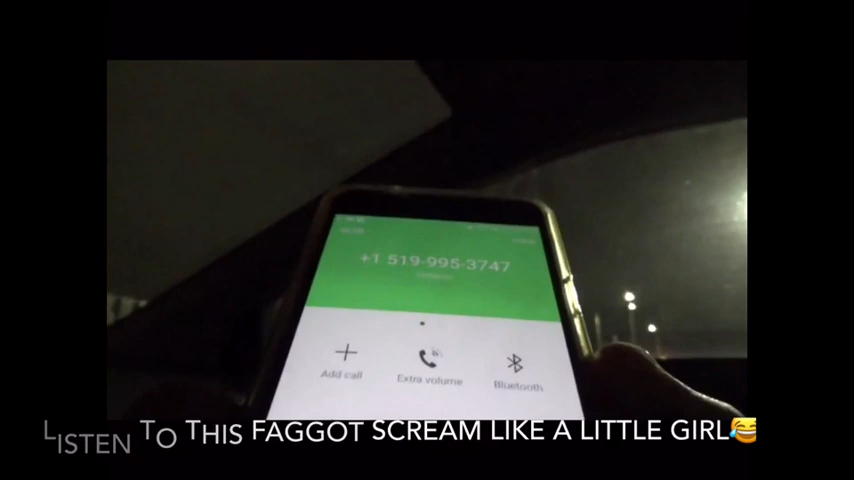 +1 519-995-3747
Add call
Extra volume
Bluetooth
LISTEN TO THIS FAGGOT SCREAM LIKE A LITTLE GIRL😂